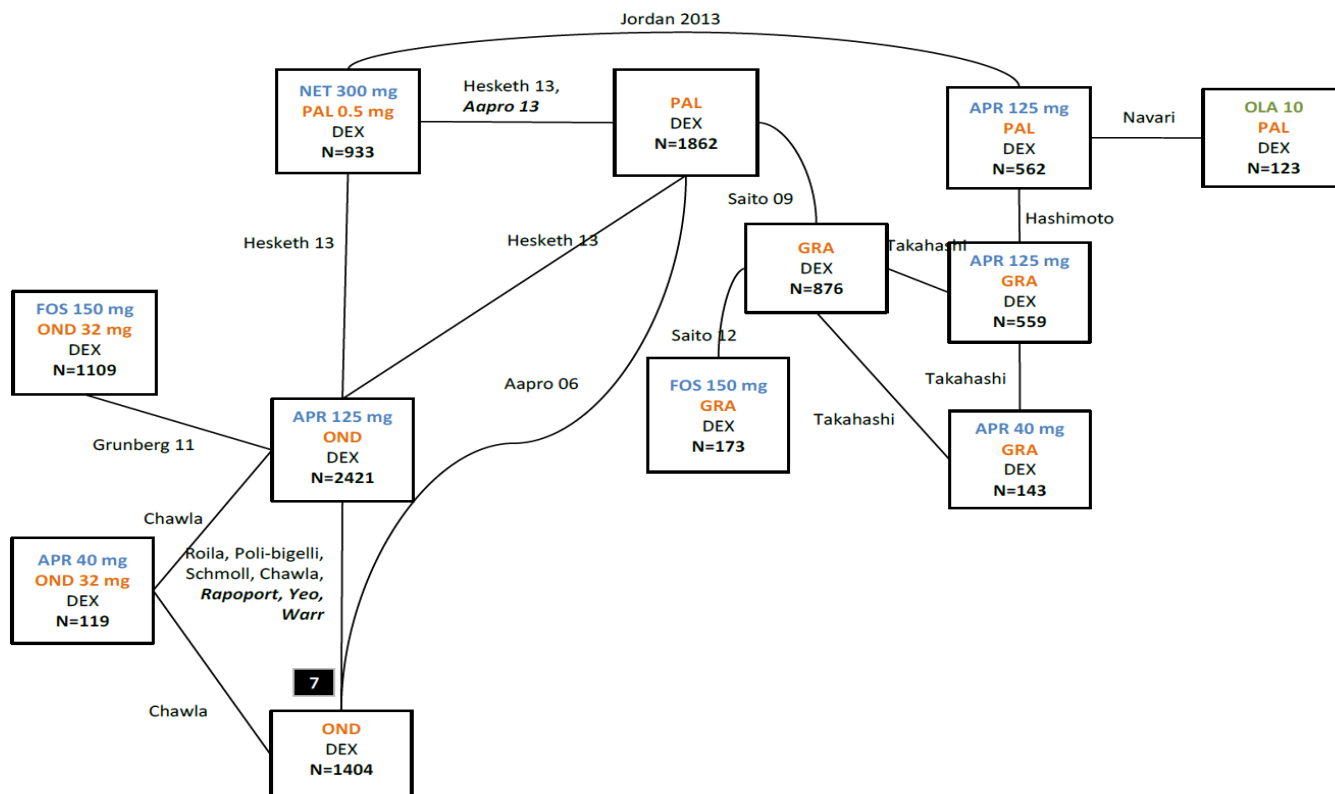 Jordan 2013
NET 300 mg
PAL 0.5 mg
DEX
N=933
Hesketh 13,
Aapro 13
PAL
DEX
N=1862
APR 125 mg
PAL
DEX
N=562
Navari
OLA 10
PAL
DEX
N=123
Hesketh 13
Hesketh 13
Saito 09
Hashimoto
GRA
DEX
N=876
Takahashi
APR 125 mg
GRA
DEX
N=559
FOS 150 mg
OND 32 mg
DEX
N=1109
Saito 12
FOS 150 mg
GRA
DEX
N=173
Takahashi
Takahashi
APR 40 mg
GRA
DEX
N=143
Aapro 06
Grunberg 11
APR 125 mg
OND
DEX
N=2421
Chawla
APR 40 mg
OND 32 mg
DEX
N=119
Roila, Poli-bigelli,
Schmoll, Chawla,
Rapoport, Yeo,
Warr
7
Chawla
OND
DEX
N=1404